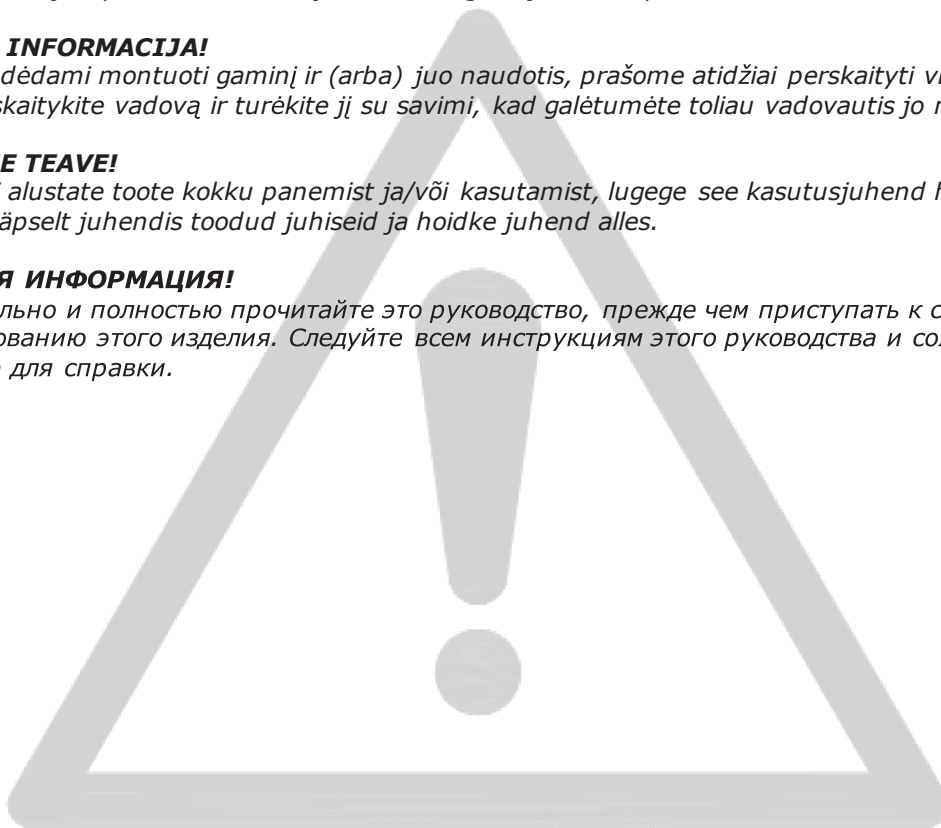 INFORMACIJA!
dėdami montuoti gaminį ir (arba) juo naudotis, prašome atidžiai perskaityti
skaitykite vadovą ir turėkite jį su savimi, kad galėtumėte toliau vadovautis jo
E TEAVE!
alustate toote kokku panemist ja/või kasutamist, lugege see kasutusjuhend
äpselt juhendis toodud juhiseid ja hoidke juhend alles.
Я ИНФОРМАЦИЯ!
льно и полностью прочитайте это руководство, прежде чем приступать к
ованию этого изделия. Следуйте всем инструкциям этого руководства и
для справки.